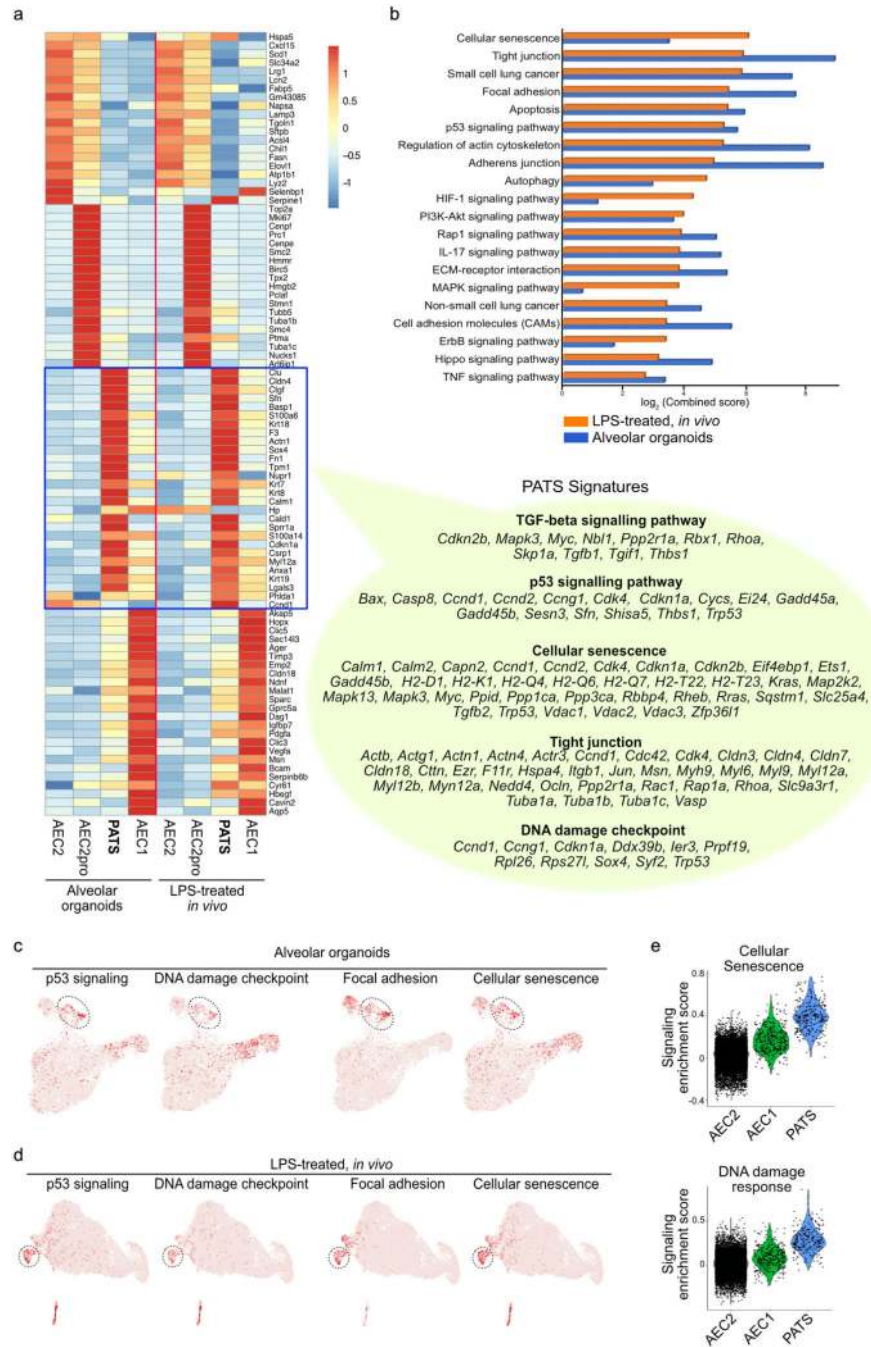 a
Hspa5
Cxcl15
Scd1
Slc34a2
Lrg1
Lcn2
Fabp5
Gm43085
Napsa
Lamp3
Tgoln1
Sftpb
Acsl4
Chil1
Fasn
Elovl1
Atp1b1
Lyz2
Selenbp1
Serpine1
Top2a
Mki67
Cenpf
Prc1
Cenpe
Smc2
Hmmr
Birc5
Tpx2
Hmgb2
Pclaf
Stmn1
Tubb5
Tuba1b
Smc4
Ptma
Tuba1c
Nucks1
Arl6ip1
Clu
Cldn4
Ctgf
Sfn
Basp1
S100a6
Krt18
F3
Actn1
Sox4
Fn1
Tpm1
Nupr1
Krt7
Krt8
Calm1
Hp
Cald1
Sprr1a
S100a14
Cdkn1a
Csrp1
Myl12a
Anxa1
Krt19
Lgals3
Phlda1
Ccnd1
Akap5
Hopx
Clic5
Sec14l3
Ager
Timp3
Emp2
Cldn18
Ndnf
Malat1
Sparc
Gprc5a
Dag1
Igfbp7
Pdgfa
Clic3
Vegfa
Msn
Bcam
Serpinb6b
Cyr61
Hbegf
Cavin2
Aqp5
1
0.5
0
−0.5
−1
AEC2
AEC2pro
PATS
AEC1
AEC2
AEC2pro
PATS
AEC1
Alveolar
organoids
LPS-treated
in vivo
b
Cellular senescence
Tight junction
Small cell lung cancer
Focal adhesion
Apoptosis
p53 signaling pathway
Regulation of actin cytoskeleton
Adherens junction
Autophagy
HIF-1 signaling pathway
PI3K-Akt signaling pathway
Rap1 signaling pathway
IL-17 signaling pathway
ECM-receptor interaction
MAPK signaling pathway
Non-small cell lung cancer
Cell adhesion molecules (CAMs)
ErbB signaling pathway
Hippo signaling pathway
TNF signaling pathway
0 2 4 6 8
log2 (Combined score)
LPS-treated, in vivo
Alveolar organoids
PATS Signatures
TGF-beta signalling pathway
Cdkn2b, Mapk3, Myc, Nbl1, Ppp2r1a, Rbx1, Rhoa,
Skp1a, Tgfb1, Tgif1, Thbs1
p53 signalling pathway
Bax, Casp8, Ccnd1, Ccnd2, Ccng1, Cdk4, Cdkn1a, Cycs, Ei24, Gadd45a,
Gadd45b, Sesn3, Sfn, Shisa5, Thbs1, Trp53
Cellular senescence
Calm1, Calm2, Capn2, Ccnd1, Ccnd2, Cdk4, Cdkn1a, Cdkn2b, Eif4ebp1, Ets1,
Gadd45b, H2-D1, H2-K1, H2-Q4, H2-Q6, H2-Q7, H2-T22, H2-T23, Kras, Map2k2,
Mapk13, Mapk3, Myc, Ppid, Ppp1ca, Ppp3ca, Rbbp4, Rheb, Rras, Sqstm1, Slc25a4,
Tgfb2, Trp53, Vdac1, Vdac2, Vdac3, Zfp36l1
Tight junction
Actb, Actg1, Actn1, Actn4, Actr3, Ccnd1, Cdc42, Cdk4, Cldn3, Cldn4, Cldn7,
Cldn18, Cttn, Ezr, F11r, Hspa4, Itgb1, Jun, Msn, Myh9, Myl6, Myl9, Myl12a,
Myl12b, Myn12a, Nedd4, Ocln, Ppp2r1a, Rac1, Rap1a, Rhoa, Slc9a3r1,
Tuba1a, Tuba1b, Tuba1c, Vasp
DNA damage checkpoint
Ccnd1, Ccng1, Cdkn1a, Ddx39b, Ier3, Prpf19,
Rpl26, Rps27l, Sox4, Syf2, Trp53
c
Alveolar organoids
p53 signaling DNA damage checkpoint Focal adhesion Cellular senescence
d
LPS-treated, in vivo
p53 signaling DNA damage checkpoint Focal adhesion Cellular senescence
e
Cellular
Senescence
Signaling
enrichment score
0.8
0.4
0
-0.4
AEC2
AEC1
PATS
DNA damage
response
Signaling
enrichment score
0.5
0
AEC2
AEC1
PATS